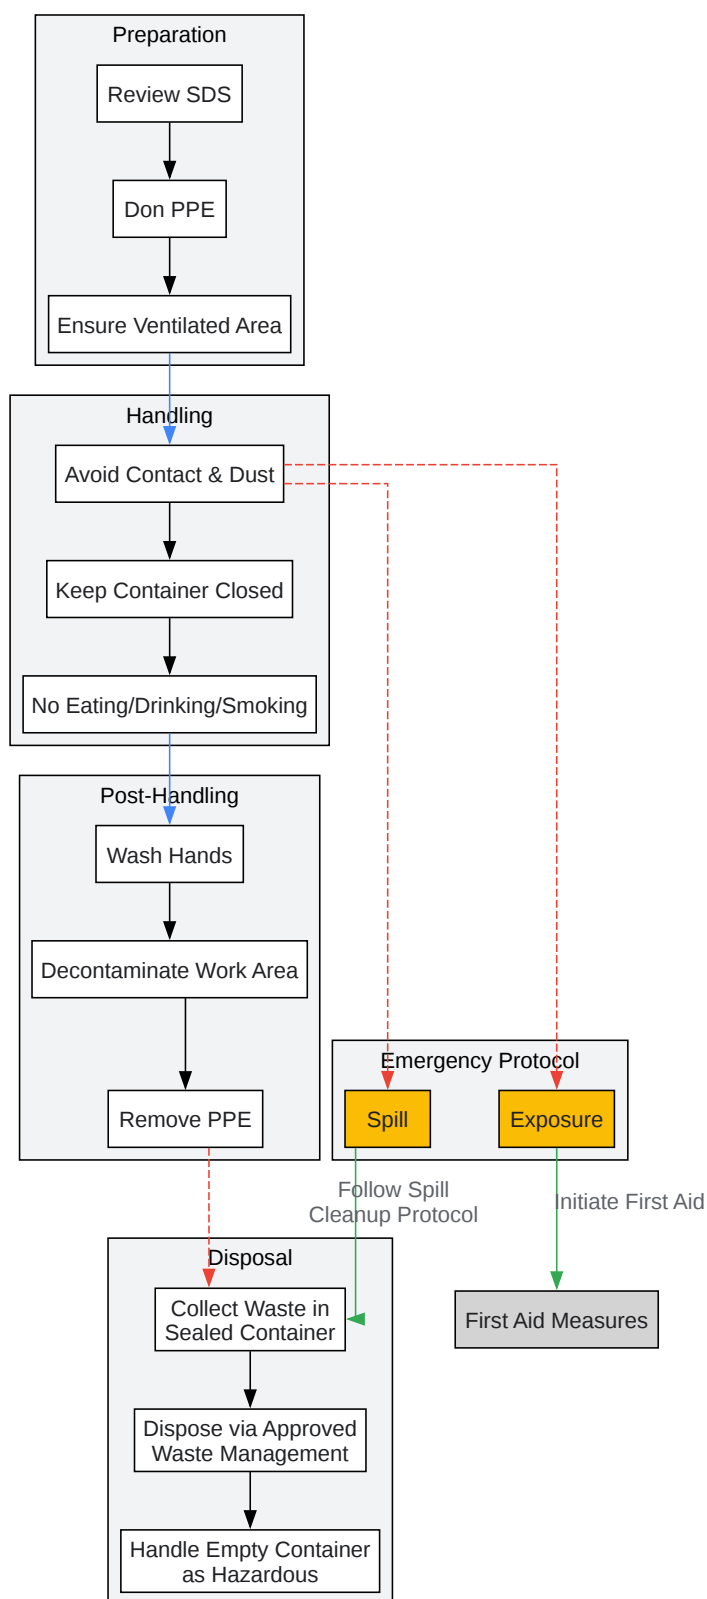 Preparation
Review SDS
Don PPE
Ensure Ventilated Area
Handling
Avoid Contact & Dust
Keep Container Closed
No Eating/Drinking/Smoking
Post-Handling
Wash Hands
Decontaminate Work Area
Remove PPE
Emergency Protocol
Spill
Exposure
Follow Spill
Cleanup Protocol
Initiate First Aid
Disposal
Collect Waste in
Sealed Container
First Aid Measures
Dispose via Approved
Waste Management
Handle Empty Container
as Hazardous